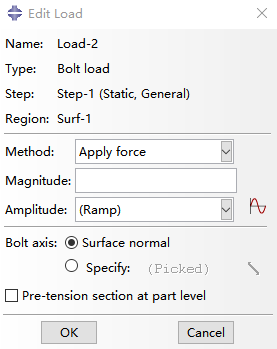 Edit Load
Name: Load-2
Type: Bolt load
Step: Step-1 (Static, General)
Region: Surf-1
Method: Apply force
Magnitude:
Amplitude: (Ramp)
Bolt axis: Surface normal
Specify: (Picked)
Pre-tension section at part level
OK Cancel